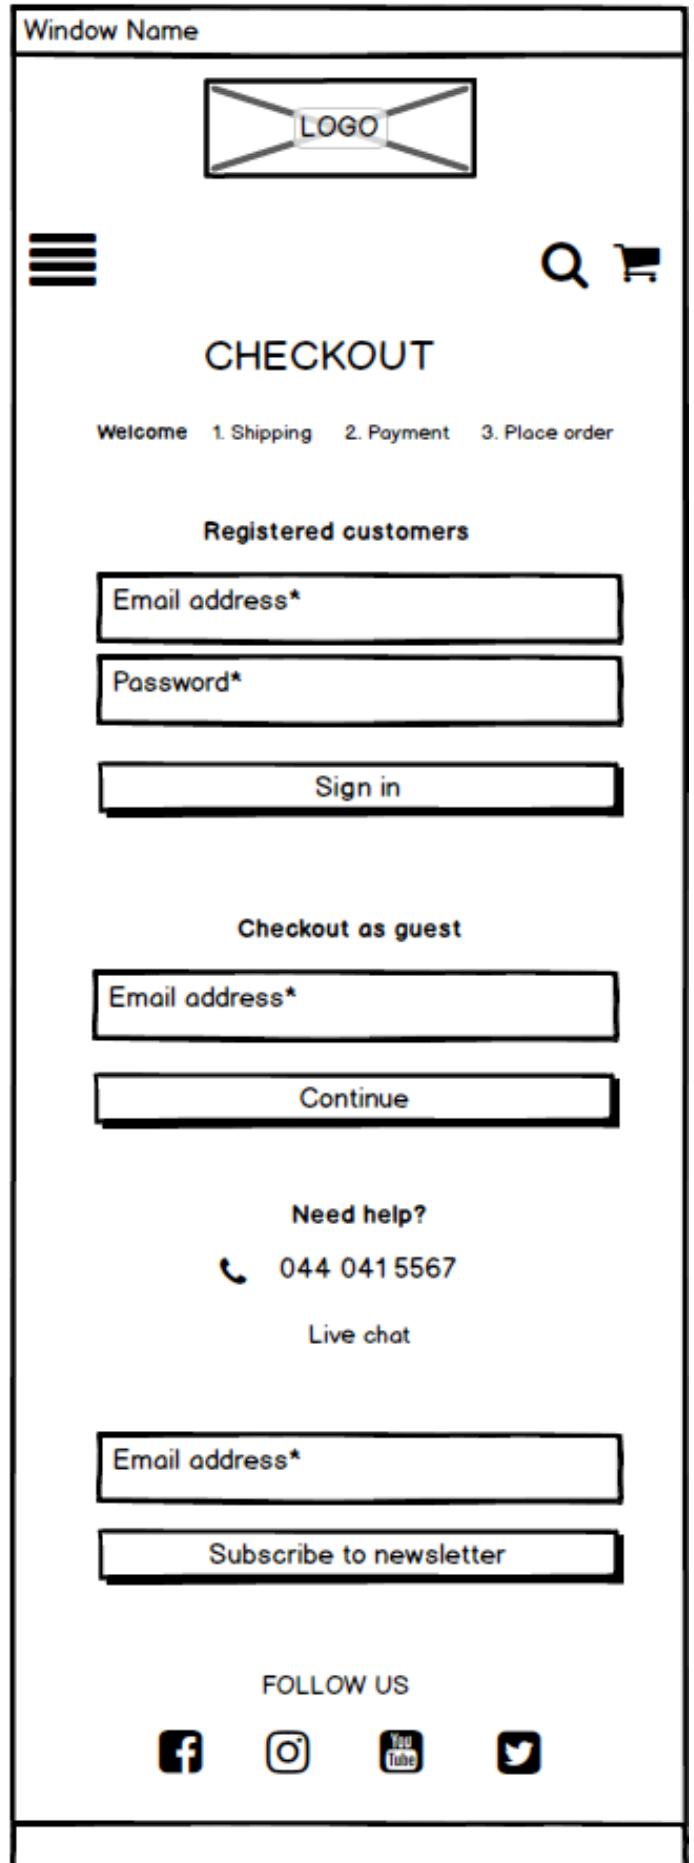 Window Name
LOGO
CHECKOUT
Welcome 1. Shipping 2. Payment 3. Place order
Registered customers
Email address*
Password*
Sign in
Checkout as guest
Email address*
Continue
Need help?
044 041 5567
Live chat
Email address*
Subscribe to newsletter
FOLLOW US
You
Tube